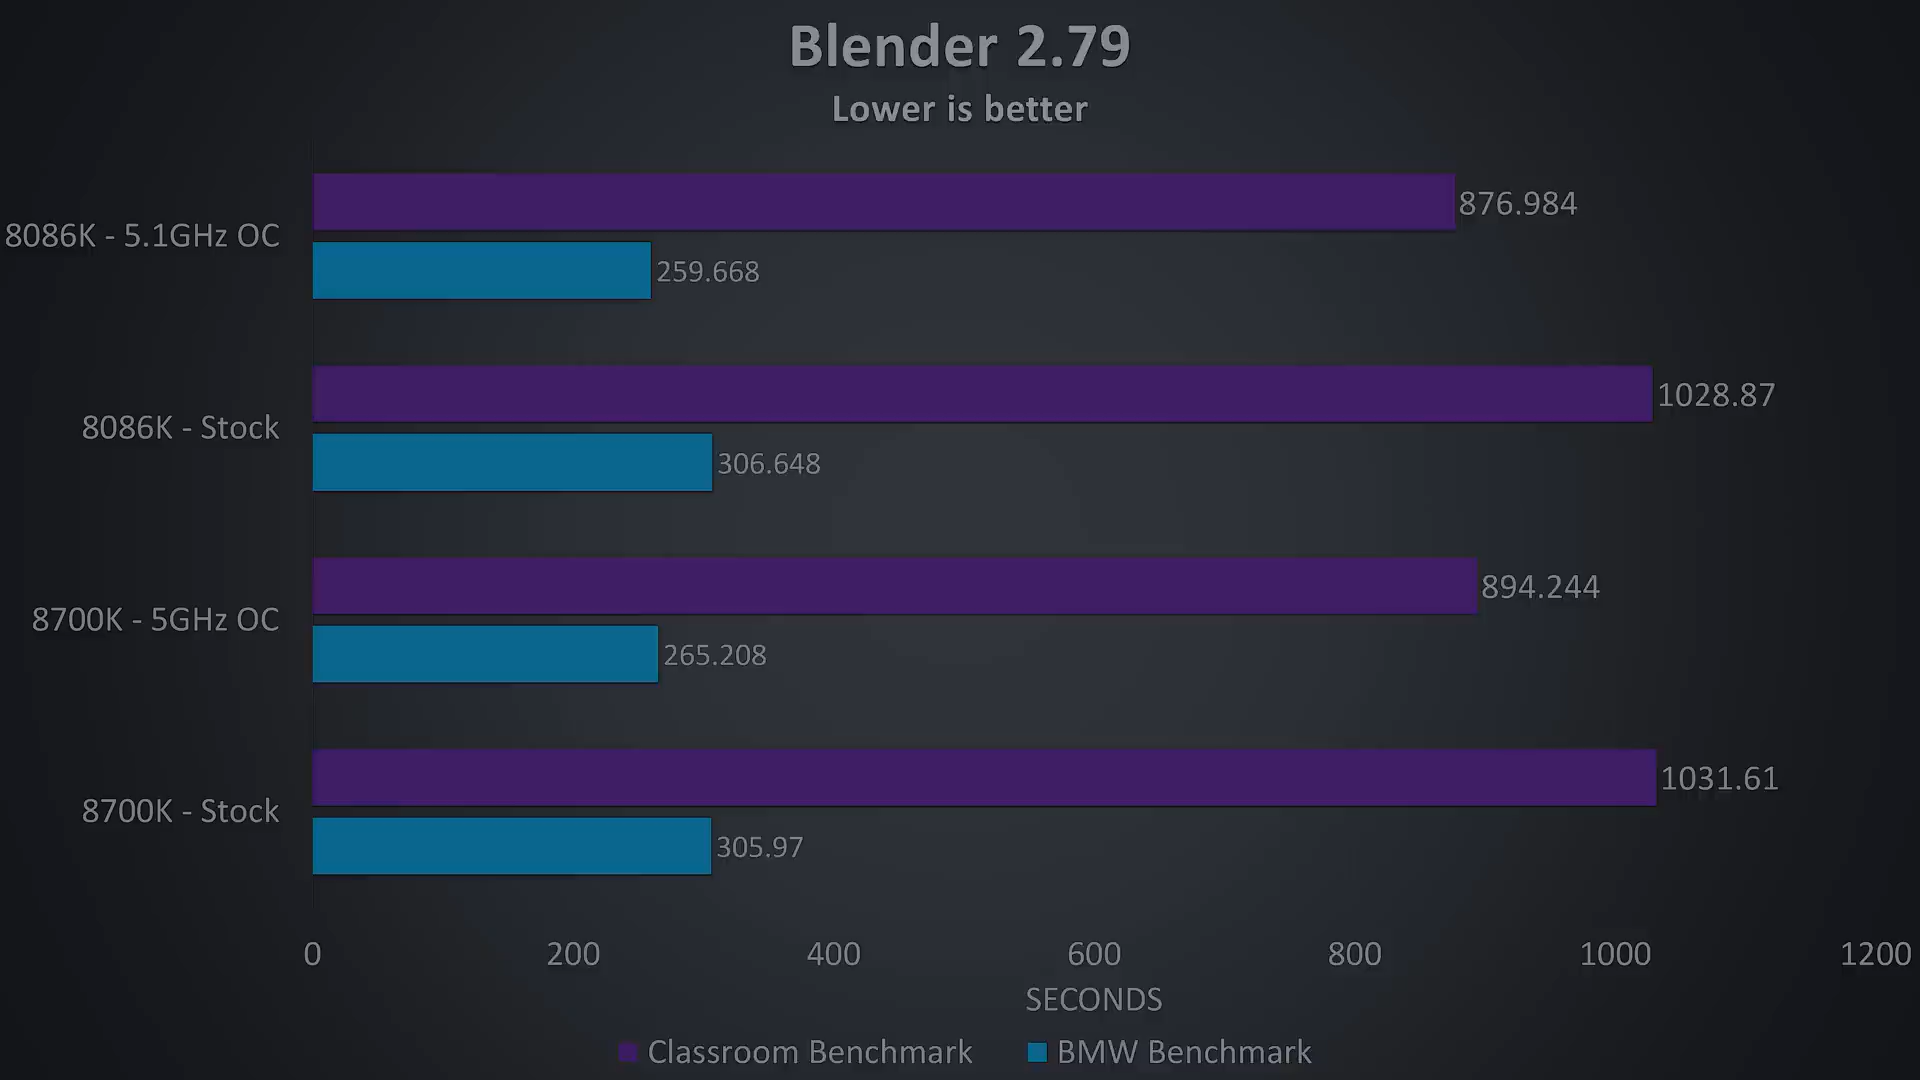 Blender 2.79
Lower is better
8086K - 5.1GHz OC
876.984
259.668
8086K - Stock
1028.87
306.648
8700K - 5GHz OC
894.244
265.208
8700K - Stock
1031.61
305.97
0 200 400 600 800 1000 1200
SECONDS
Classroom Benchmark BMW Benchmark